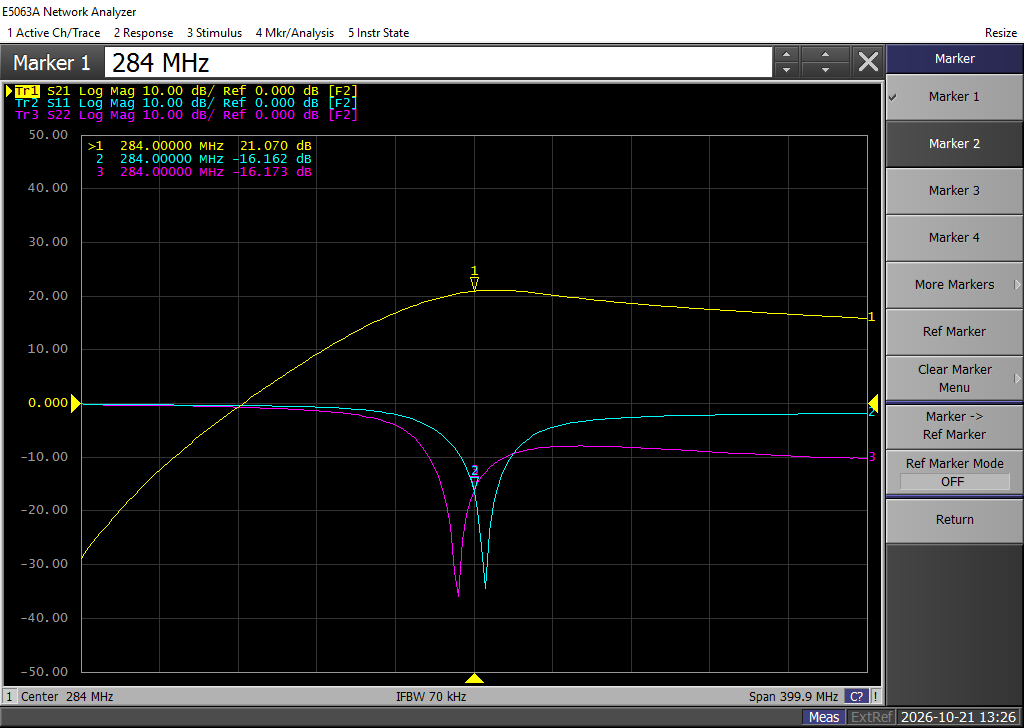 E5063A Network Analyzer
1 Active Ch/Trace 2 Response 3 Stimulus 4 Mkr/Analysis 5 Instr State Resize
Marker 1 284 MHz
Tr1 S21 Log Mag 10.00 dB/ Ref 0.000 dB [F2]
Tr2 S11 Log Mag 10.00 dB/ Ref 0.000 dB [F2]
Tr3 S22 Log Mag 10.00 dB/ Ref 0.000 dB [F2]
50.00
>1 284.00000 MHz 21.070 dB
2 284.00000 MHz -16.162 dB
3 284.00000 MHz -16.173 dB
40.00
30.00
1
20.00
1
10.00
0.000
2
-10.00
3
2
-20.00
-30.00
-40.00
-50.00
1 Center 284 MHz IFBW 70 kHz Span 399.9 MHz C? !
Marker
Marker 1
Marker 2
Marker 3
Marker 4
More Markers
Ref Marker
Clear Marker
Menu
Marker ->
Ref Marker
Ref Marker Mode
OFF
Return
Meas ExtRef 2026-10-21 13:26